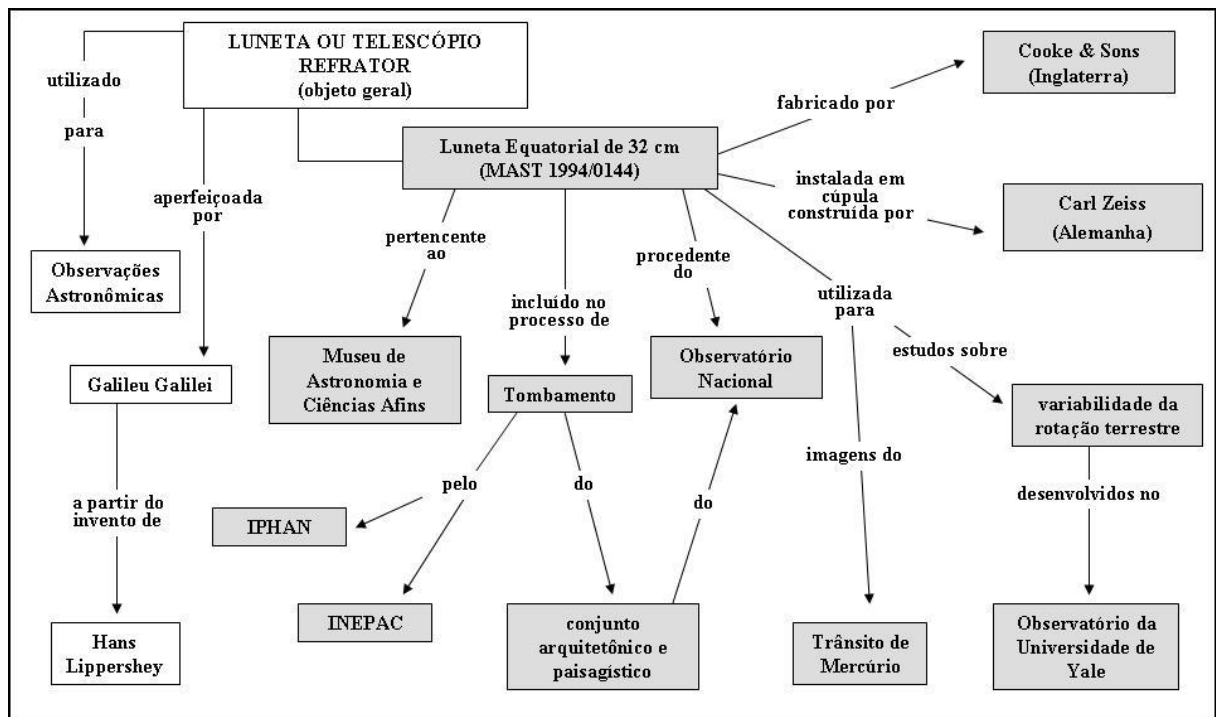 LUNETA OU TELESCÓPIO
REFRATOR
(objeto geral)
utilizado
para
Observações
Astronômicas
aperfeiçoada
por
Galileu Galilei
a partir do
invento de
Hans
Lippershey
Luneta Equatorial de 32 cm
(MAST 1994/0144)
fabricado por
Cooke & Sons
(Inglaterra)
instalada em
cúpula
construída por
Carl Zeiss
(Alemanha)
pertencente
ao
Museu de
Astronomia e
Ciências Afins
incluído no
processo de
Tombamento
pelo
IPHAN
INEPAC
do
conjunto
arquitetônico e
paisagístico
do
procedente
do
Observatório
Nacional
utilizada
para
imagens do
Trânsito de
Mercúrio
estudos sobre
variabilidade da
rotação terrestre
desenvolvidos no
Observatório da
Universidade de
Yale